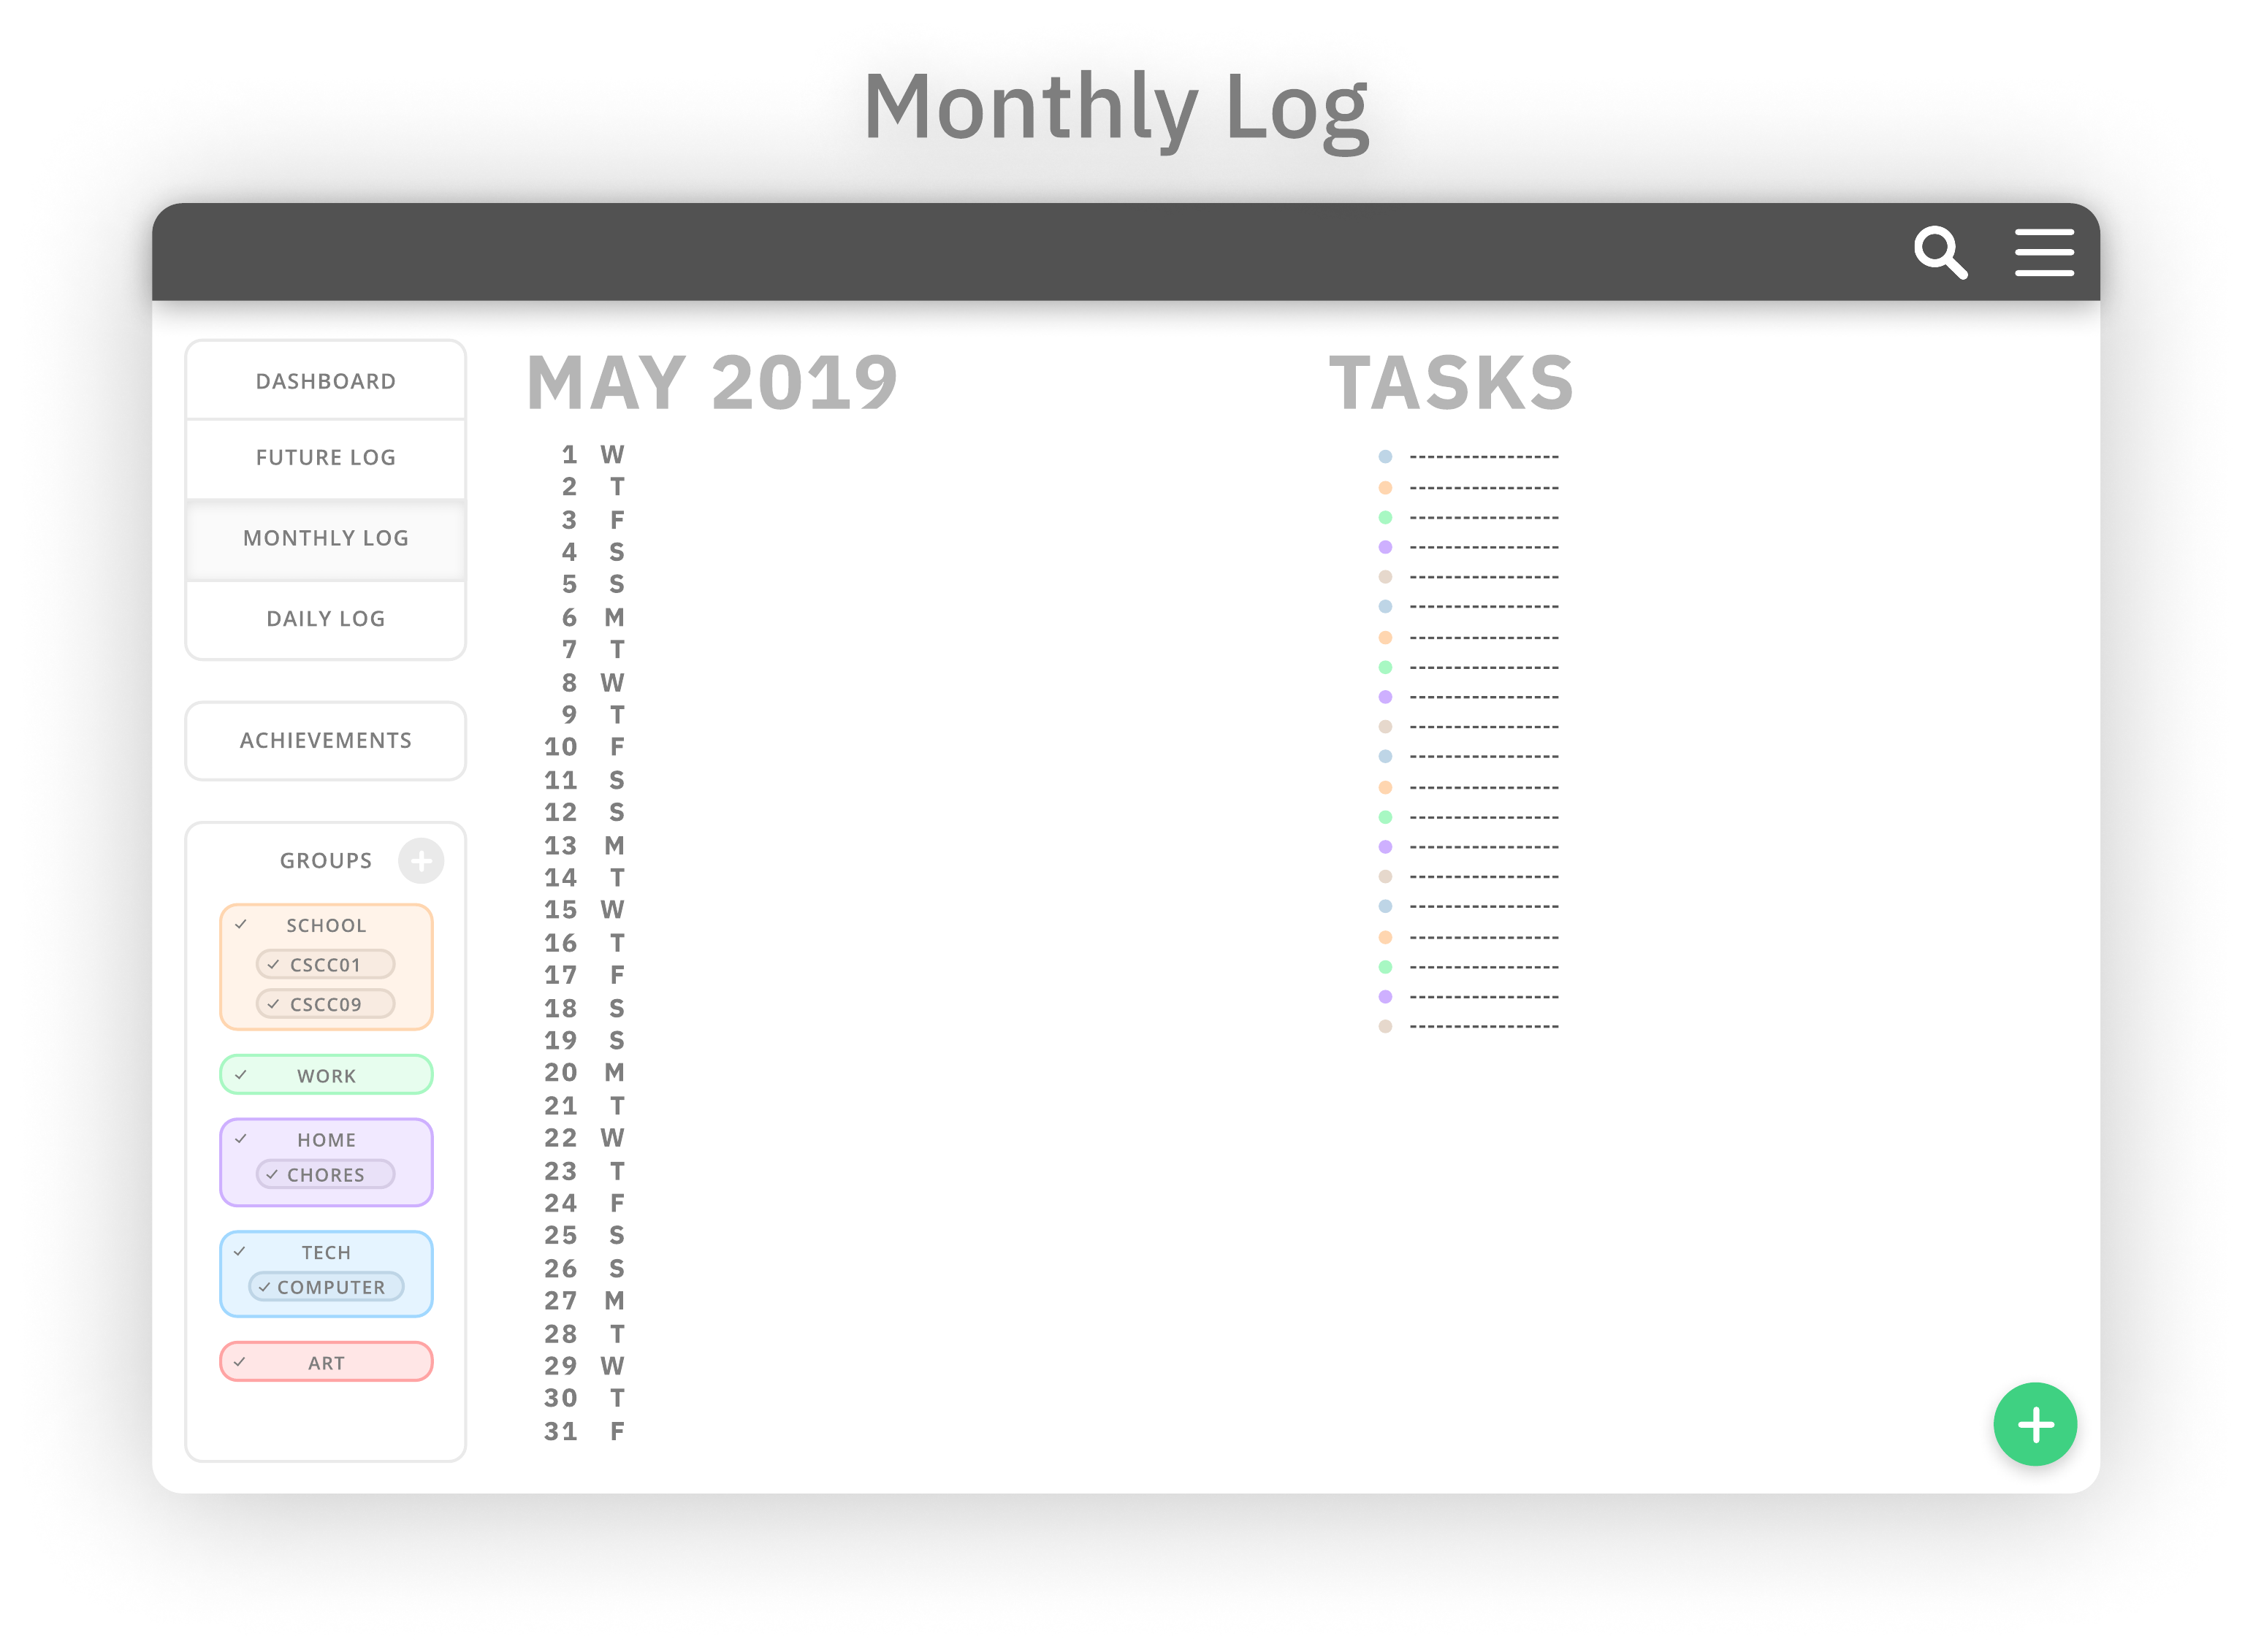 Monthly Log
DASHBOARD
FUTURE LOG
MONTHLY LOG
DAILY LOG
ACHIEVEMENTS
GROUPS
SCHOOL
CSCC01
CSCC09
WORK
HOME
CHORES
TECH
COMPUTER
ART
MAY 2019
1 W
2 T
3 F
4 S
5 S
6 M
7 T
8 W
9 T
10 F
11 S
12 S
13 M
14 T
15 W
16 T
17 F
18 S
19 S
20 M
21 T
22 W
23 T
24 F
25 S
26 S
27 M
28 T
29 W
30 T
31 F
TASKS